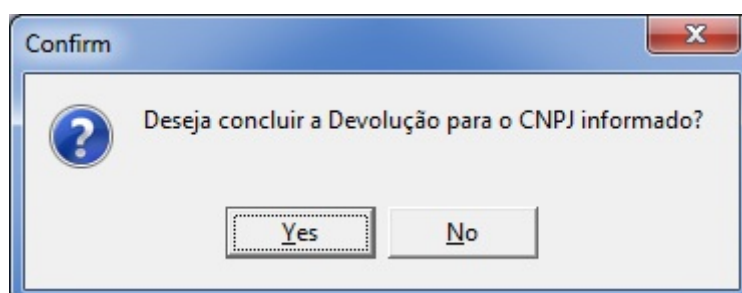 Confirm
Deseja concluir a Devolução para o CNPJ informado?
Yes
No